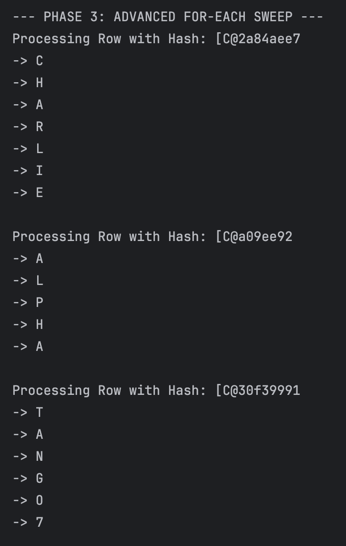 --- PHASE 3: ADVANCED FOR-EACH SWEEP ---
Processing Row with Hash: [C@2a84aee7
-> C
-> H
-> A
-> R
-> L
-> I
-> E
Processing Row with Hash: [C@a09ee92
-> A
-> L
-> P
-> H
-> A
Processing Row with Hash: [C@30f39991
-> T
-> A
-> N
-> G
-> O
-> 7